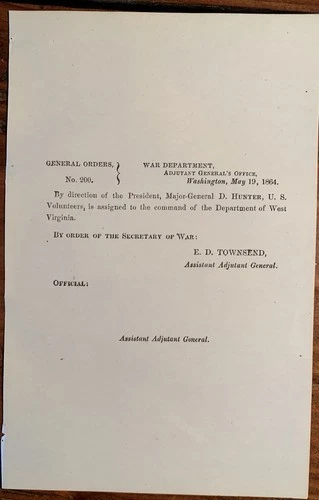 GENERAL ORDERS, } WAR DEPARTMENT,
ADJUTANT GENERAL'S OFFICE,
No. 200. } Washington, May 19, 1864.
By direction of the President, Major-General D. HUNTER, U. S.
Volunteers, is assigned to the command of the Department of West
Virginia.
BY ORDER OF THE SECRETARY OF WAR:
E. D. TOWNSEND,
Assistant Adjutant General.
OFFICIAL:
Assistant Adjutant General.